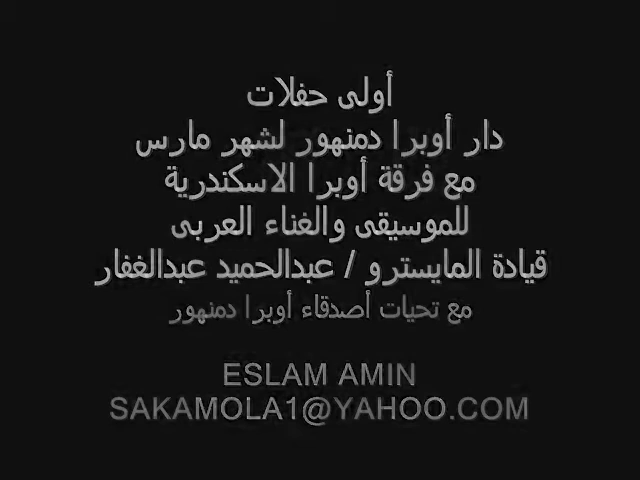 أولى حفلات
دار أوبرا دمنهور لشهر مارس
مع فرقة أوبرا الاسكندرية
للموسيقى والغناء العربى
قيادة المايسترو / عبدالحميد عبدالغفار
مع تحيات أصدقاء أوبرا دمنهور
ESLAM AMIN
SAKAMOLA1@YAHOO.COM